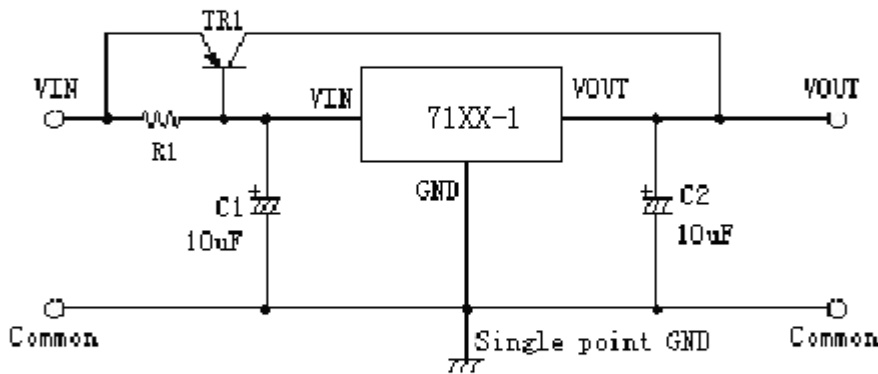 TR1
VIN
VIN
VOUT
VOUT
71XX-1
R1
GND
C1
10uF
C2
10uF
Common
Single point GND
Common